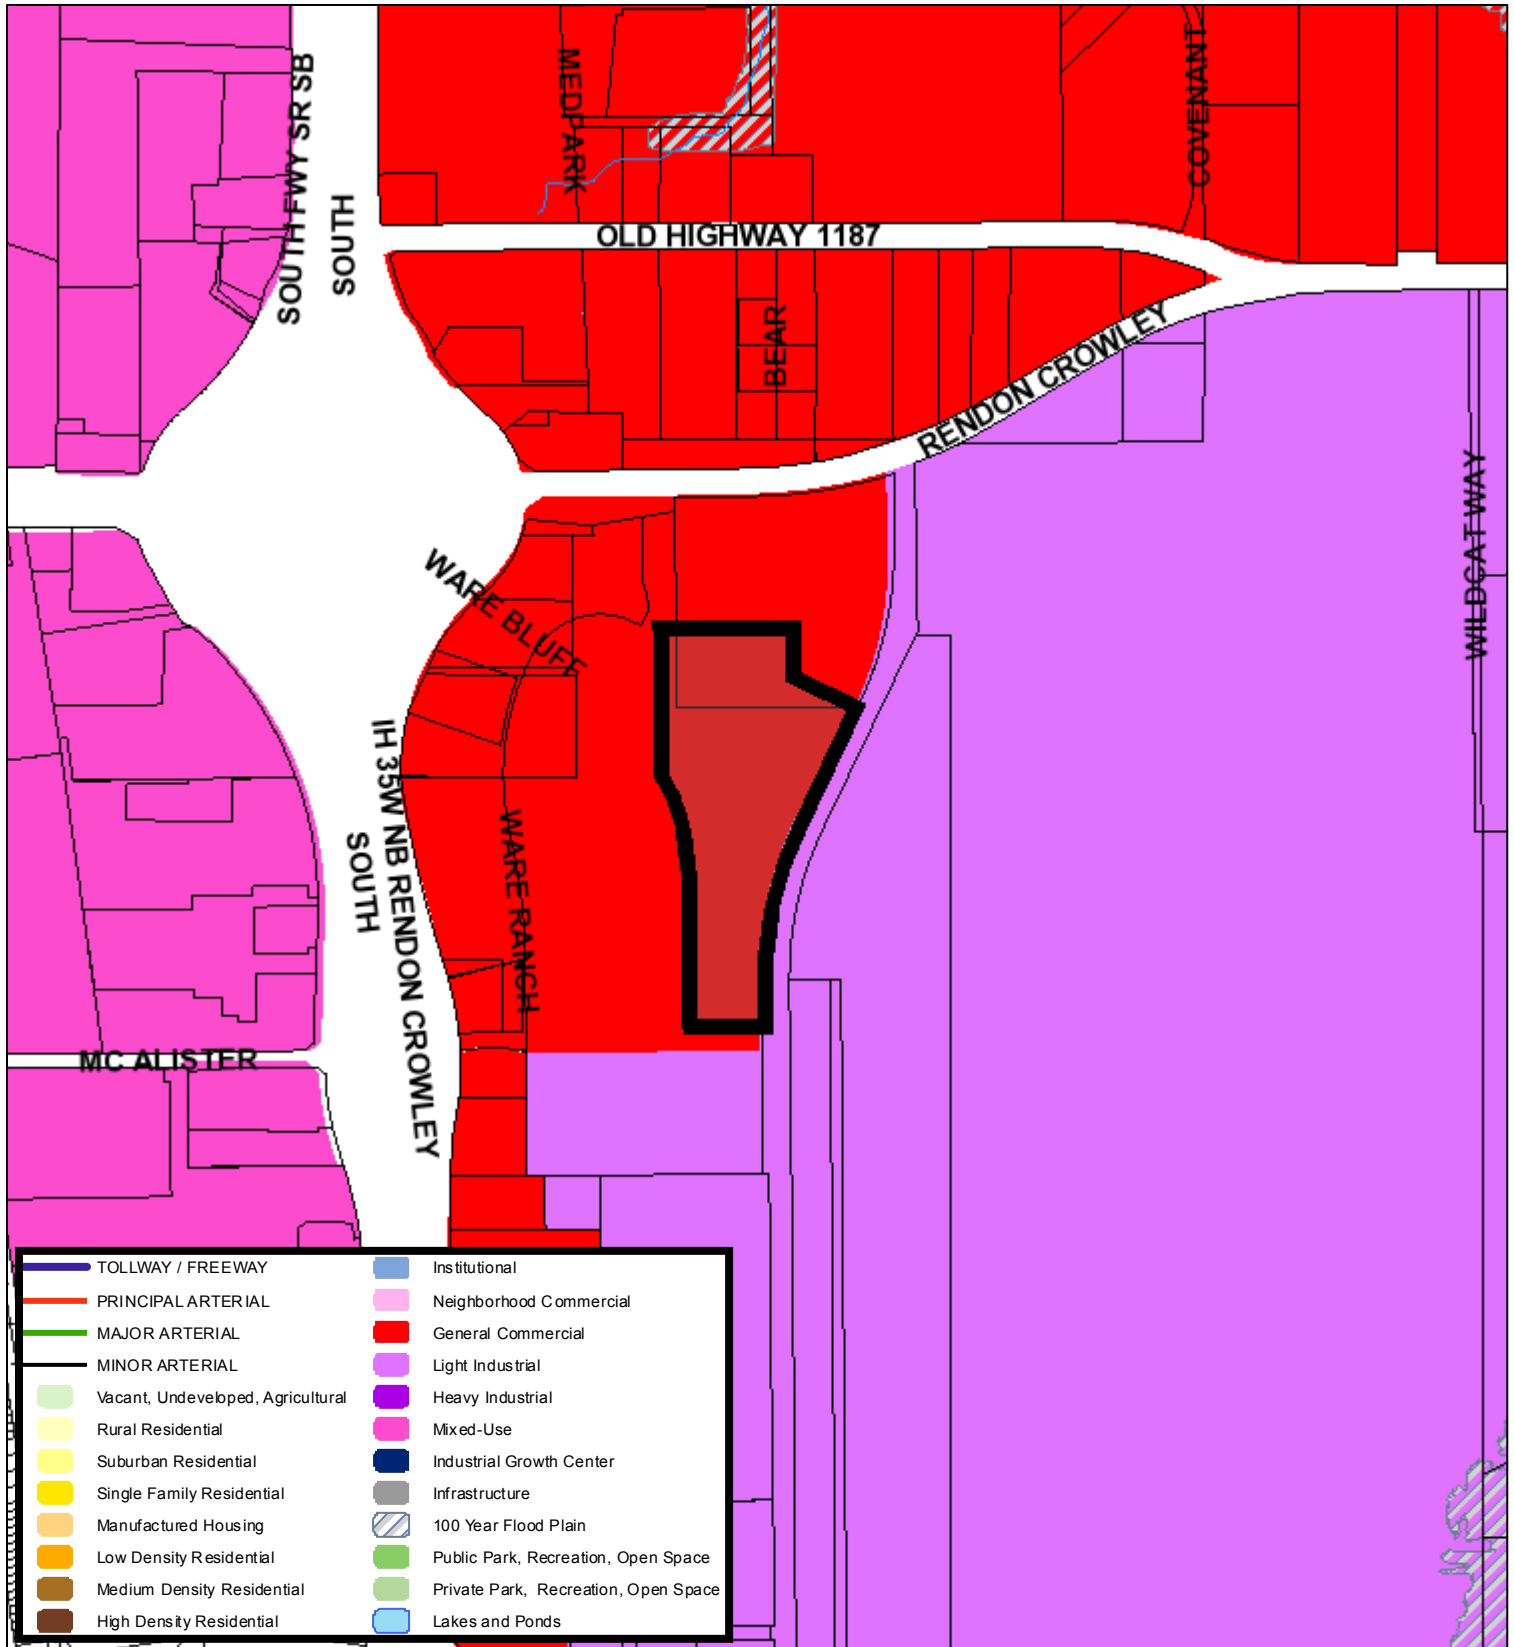 SOUTH FWY SR SB
SOUTH
MEDPARK
COVENANT
OLD HIGHWAY 1187
BEAR
RENDON CROWLEY
WILDCAT WAY
WARE BLUFF
IH 35W NB RENDON CROWLEY
SOUTH
WARE RANCH
MC ALISTER
TOLLWAY / FREEWAY
PRINCIPAL ARTERIAL
MAJOR ARTERIAL
MINOR ARTERIAL
Vacant, Undeveloped, Agricultural
Rural Residential
Suburban Residential
Single Family Residential
Manufactured Housing
Low Density Residential
Medium Density Residential
High Density Residential
Institutional
Neighborhood Commercial
General Commercial
Light Industrial
Heavy Industrial
Mixed-Use
Industrial Growth Center
Infrastructure
100 Year Flood Plain
Public Park, Recreation, Open Space
Private Park, Recreation, Open Space
Lakes and Ponds